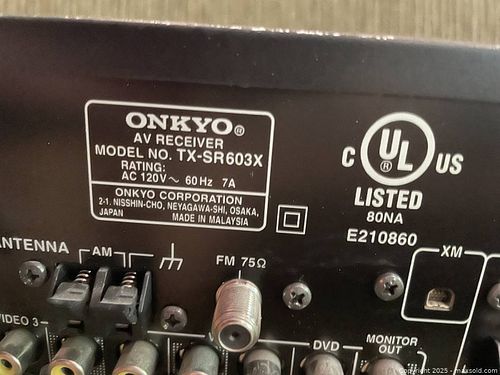 ONKYO®
AV RECEIVER
MODEL NO. TX-SR603X
RATING:
AC 120V~ 60Hz 7A
ONKYO CORPORATION
2-1, NISSHIN-CHO, NEYAGAWA-SHI, OSAKA,
JAPAN MADE IN MALAYSIA
C UL® US
LISTED
80NA
E210860
ANTENNA
AM
FM 75Ω
XM
VIDEO 3
DVD
MONITOR
OUT
Copyright 2025 - maxsold.com